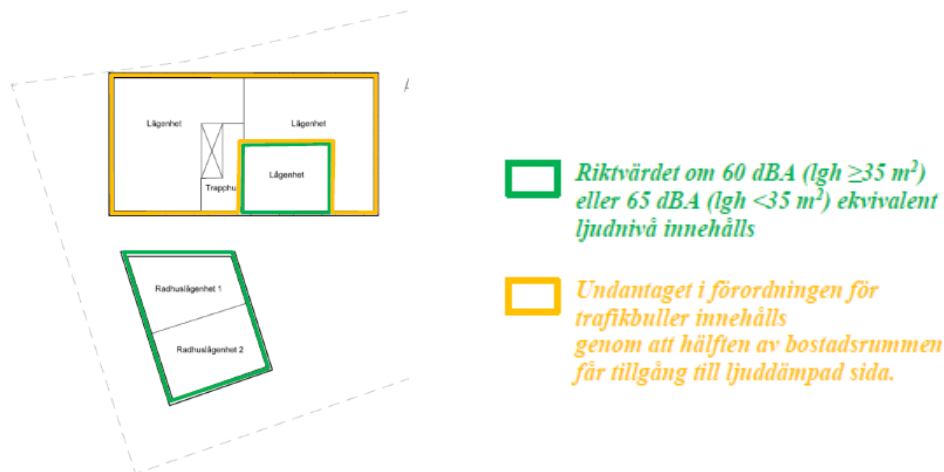 Lägenhet
Lägenhet
Trapphu
Lägenhet
Radhuslägenhet 1
Radhuslägenhet 2
Riktvärdet om 60 dBA (lgh ≥35 m²)
eller 65 dBA (lgh <35 m²) ekvivalent
ljudnivå innehålls
Undantaget i förordningen för
trafikbuller innehålls
genom att hälften av bostadsrummen
får tillgång till ljuddämpad sida.